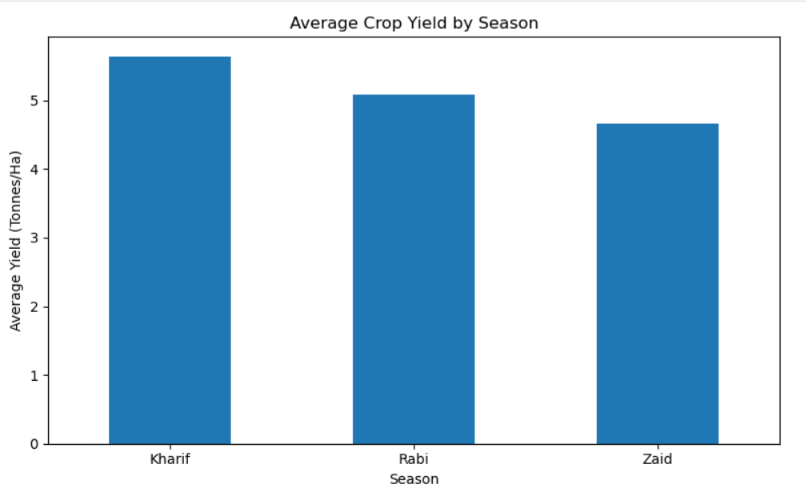 Average Crop Yield by Season
Average Yield (Tonnes/Ha)
5
4
3
2
1
0
Kharif Rabi Zaid
Season